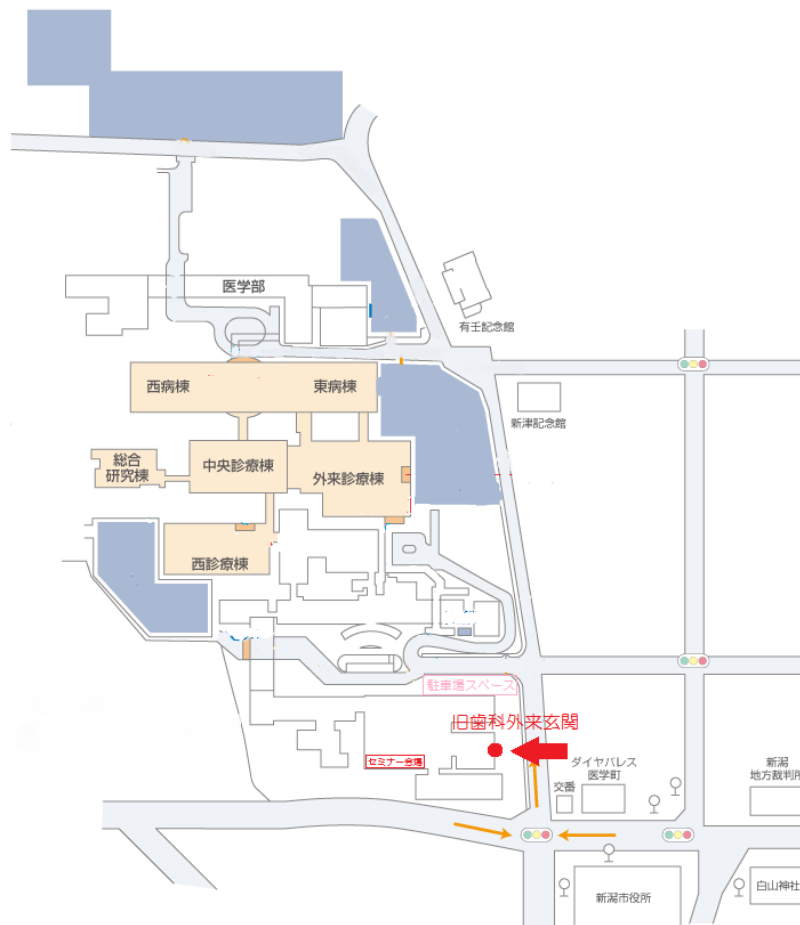 医学部
有壬記念館
西病棟
東病棟
新津記念館
総合
研究棟
中央診療棟
外来診療棟
西診療棟
駐車場スペース
旧歯科外来玄関
セミナー会場
ダイヤパレス
医学町
交番
新潟
地方裁判所
新潟市役所
白山神社